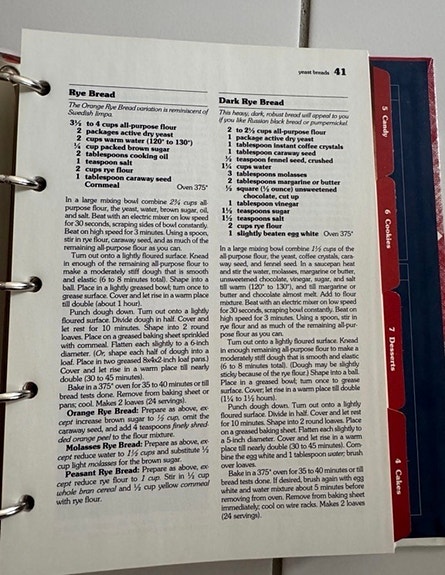 yeast breads 41
Rye Bread
The Orange Rye Bread variation is reminiscent of
Swedish limpa.
3½ to 4 cups all-purpose flour
2 packages active dry yeast
2 cups warm water (120° to 130°)
¼ cup packed brown sugar
2 tablespoons cooking oil
1 teaspoon salt
2 cups rye flour
1 tablespoon caraway seed
Cornmeal Oven 375°
In a large mixing bowl combine 2¾ cups all-
purpose flour, the yeast, water, brown sugar, oil,
and salt. Beat with an electric mixer on low speed
for 30 seconds, scraping sides of bowl constantly.
Beat on high speed for 3 minutes. Using a spoon,
stir in rye flour, caraway seed, and as much of the
remaining all-purpose flour as you can.
Turn out onto a lightly floured surface. Knead
in enough of the remaining all-purpose flour to
make a moderately stiff dough that is smooth
and elastic (6 to 8 minutes total). Shape into a
ball. Place in a lightly greased bowl; turn once to
grease surface. Cover and let rise in a warm place
till double (about 1 hour).
Punch dough down. Turn out onto a lightly
floured surface. Divide dough in half. Cover and
let rest for 10 minutes. Shape into 2 round
loaves. Place on a greased baking sheet sprinkled
with cornmeal. Flatten each slightly to a 6-inch
diameter. (Or, shape each half of dough into a
loaf. Place in two greased 8x4x2-inch loaf pans.)
Cover and let rise in a warm place till nearly
double (30 to 45 minutes).
Bake in a 375° oven for 35 to 40 minutes or till
bread tests done. Remove from baking sheet or
pans; cool. Makes 2 loaves (24 servings).
Orange Rye Bread: Prepare as above, ex-
cept increase brown sugar to ½ cup, omit the
caraway seed, and add 4 teaspoons finely shred-
ded orange peel to the flour mixture.
Molasses Rye Bread: Prepare as above, ex-
cept reduce water to 1½ cups and substitute ½
cup light molasses for the brown sugar.
Peasant Rye Bread: Prepare as above, ex-
cept reduce rye flour to 1 cup. Stir in ½ cup
whole bran cereal and ½ cup yellow cornmeal
with rye flour.
Dark Rye Bread
This heavy, dark, robust bread will appeal to you
if you like Russian black bread or pumpernickel.
2 to 2½ cups all-purpose flour
1 package active dry yeast
1 tablespoon instant coffee crystals
1 tablespoon caraway seed
½ teaspoon fennel seed, crushed
1¼ cups water
3 tablespoons molasses
2 tablespoons margarine or butter
½ square (½ ounce) unsweetened
chocolate, cut up
1 tablespoon vinegar
1½ teaspoons sugar
1½ teaspoons salt
2 cups rye flour
1 slightly beaten egg white Oven 375°
In a large mixing bowl combine 1½ cups of the
all-purpose flour, the yeast, coffee crystals, cara-
way seed, and fennel seed. In a saucepan heat
and stir the water, molasses, margarine or butter,
unsweetened chocolate, vinegar, sugar, and salt
till warm (120° to 130°), and till margarine or
butter and chocolate almost melt. Add to flour
mixture. Beat with an electric mixer on low speed
for 30 seconds, scraping bowl constantly. Beat on
high speed for 3 minutes. Using a spoon, stir in
rye flour and as much of the remaining all-pur-
pose flour as you can.
Turn out onto a lightly floured surface. Knead
in enough remaining all-purpose flour to make a
moderately stiff dough that is smooth and elastic
(6 to 8 minutes total). (Dough may be slightly
sticky because of the rye flour.) Shape into a ball.
Place in a greased bowl; turn once to grease
surface. Cover; let rise in a warm place till double
(1¼ to 1½ hours).
Punch dough down. Turn out onto a lightly
floured surface. Divide in half. Cover and let rest
for 10 minutes. Shape into 2 round loaves. Place
on a greased baking sheet. Flatten each slightly to
a 5-inch diameter. Cover and let rise in a warm
place till nearly double (30 to 45 minutes). Com-
bine the egg white and 1 tablespoon water; brush
over loaves.
Bake in a 375° oven for 35 to 40 minutes or till
bread tests done. If desired, brush again with egg
white and water mixture about 5 minutes before
removing from oven. Remove from baking sheet
immediately; cool on wire racks. Makes 2 loaves
(24 servings).
5 Candy
6 Cookies
7 Desserts
4 Cakes